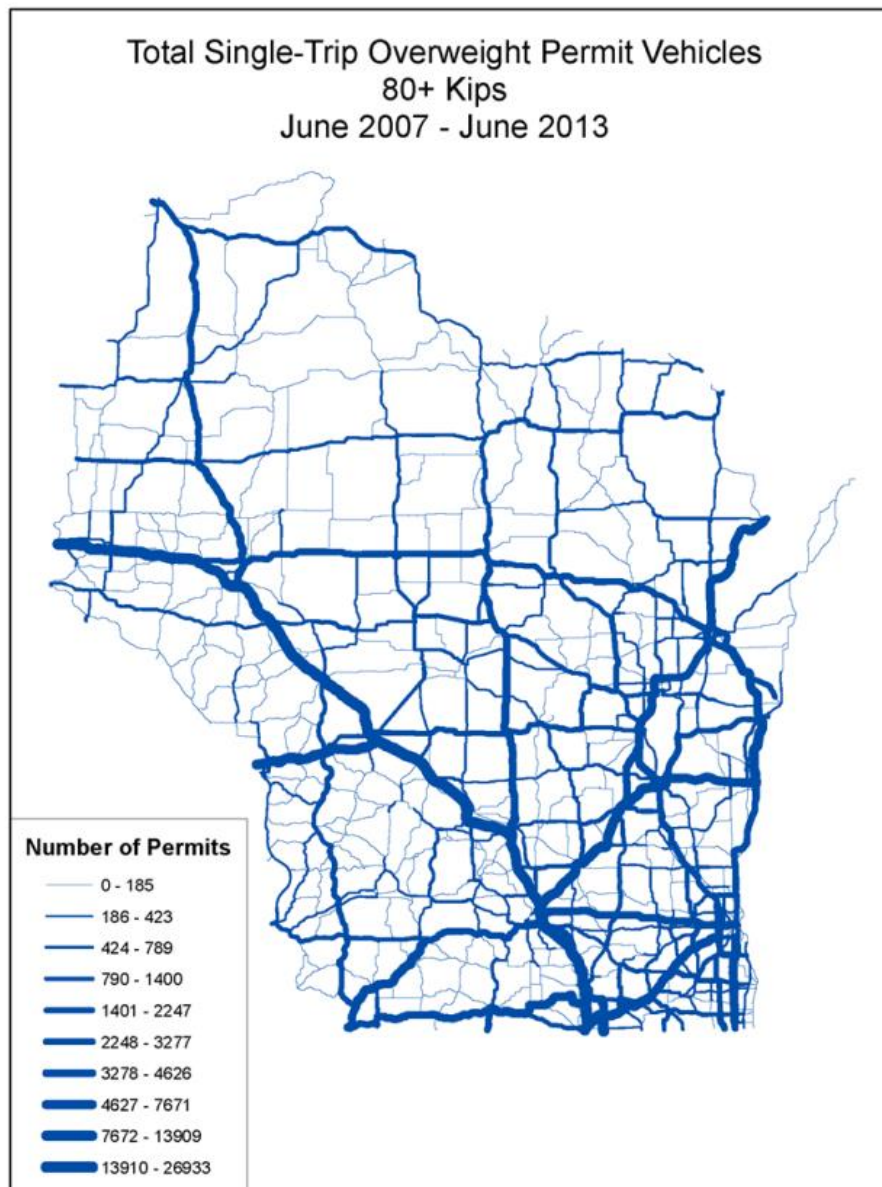 Total Single-Trip Overweight Permit Vehicles
80+ Kips
June 2007 - June 2013
Number of Permits
0 - 185
186 - 423
424 - 789
790 - 1400
1401 - 2247
2248 - 3277
3278 - 4626
4627 - 7671
7672 - 13909
13910 - 26933